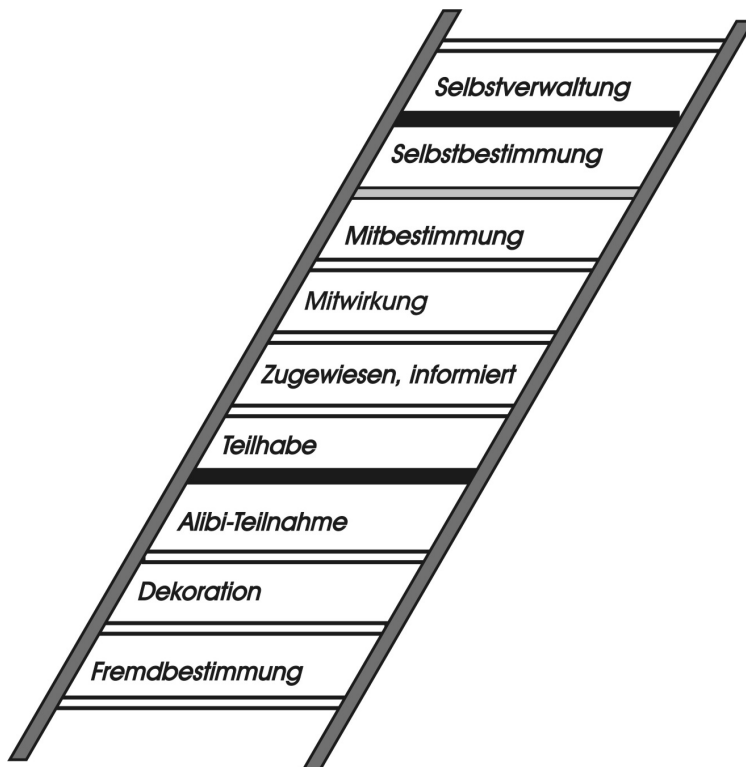 Selbstverwaltung
Selbstbestimmung
Mitbestimmung
Mitwirkung
Zugewiesen, informiert
Teilhabe
Alibi-Teilnahme
Dekoration
Fremdbestimmung